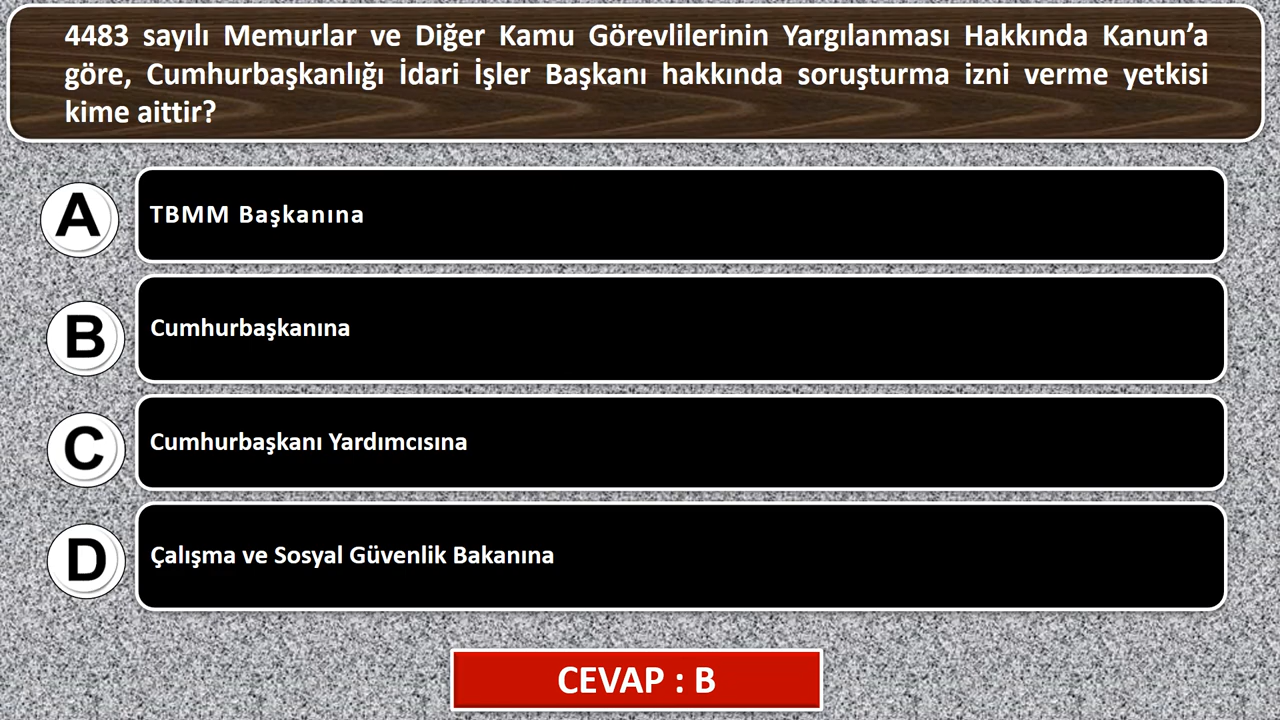 4483 sayılı Memurlar ve Diğer Kamu Görevlilerinin Yargılanması Hakkında Kanun’a
göre, Cumhurbaşkanlığı İdari İşler Başkanı hakkında soruşturma izni verme yetkisi
kime aittir?
A TBMM Başkanına
B Cumhurbaşkanına
C Cumhurbaşkanı Yardımcısına
D Çalışma ve Sosyal Güvenlik Bakanına
CEVAP : B